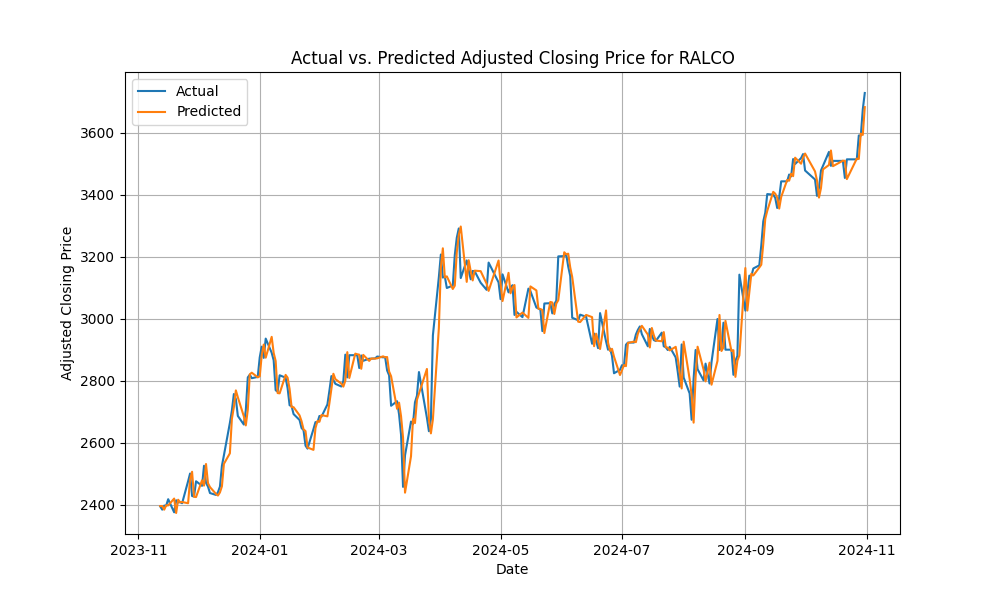 Actual vs. Predicted Adjusted Closing Price for RALCO
Actual
Predicted
Adjusted Closing Price
3600
3400
3200
3000
2800
2600
2400
2023-11
2024-01
2024-03
2024-05
2024-07
2024-09
2024-11
Date